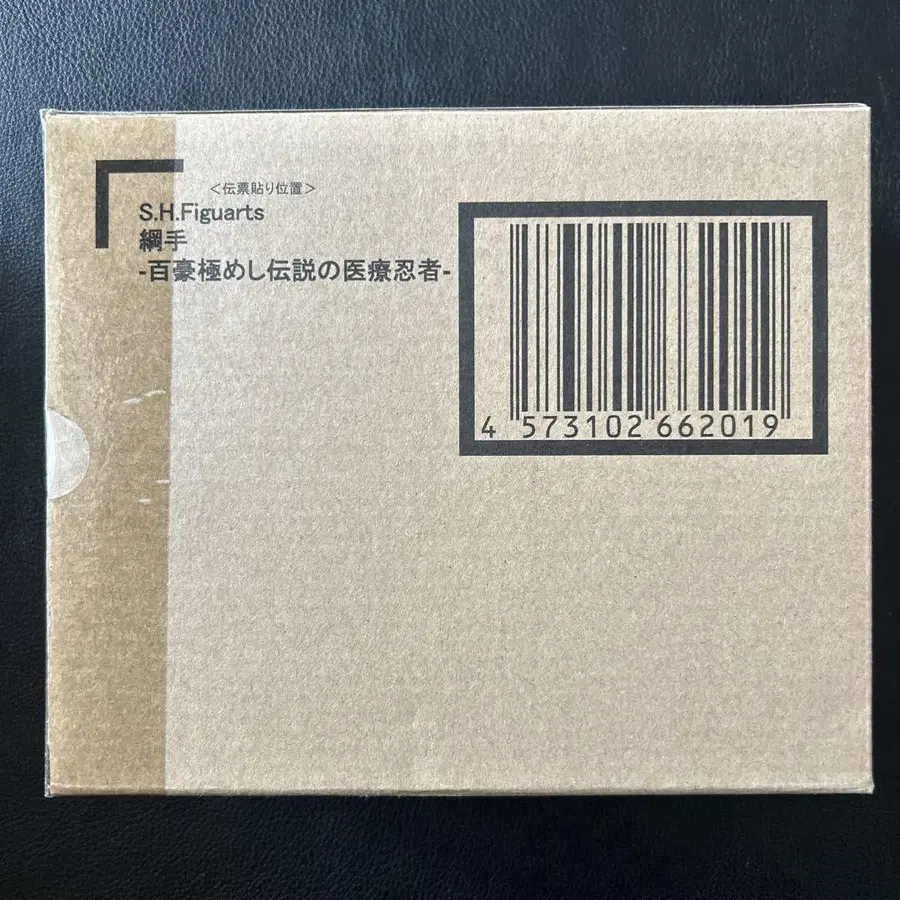 ＜伝票貼り位置＞
S.H.Figuarts
綱手
-百豪極めし伝説の医療忍者-
4 573102 662019